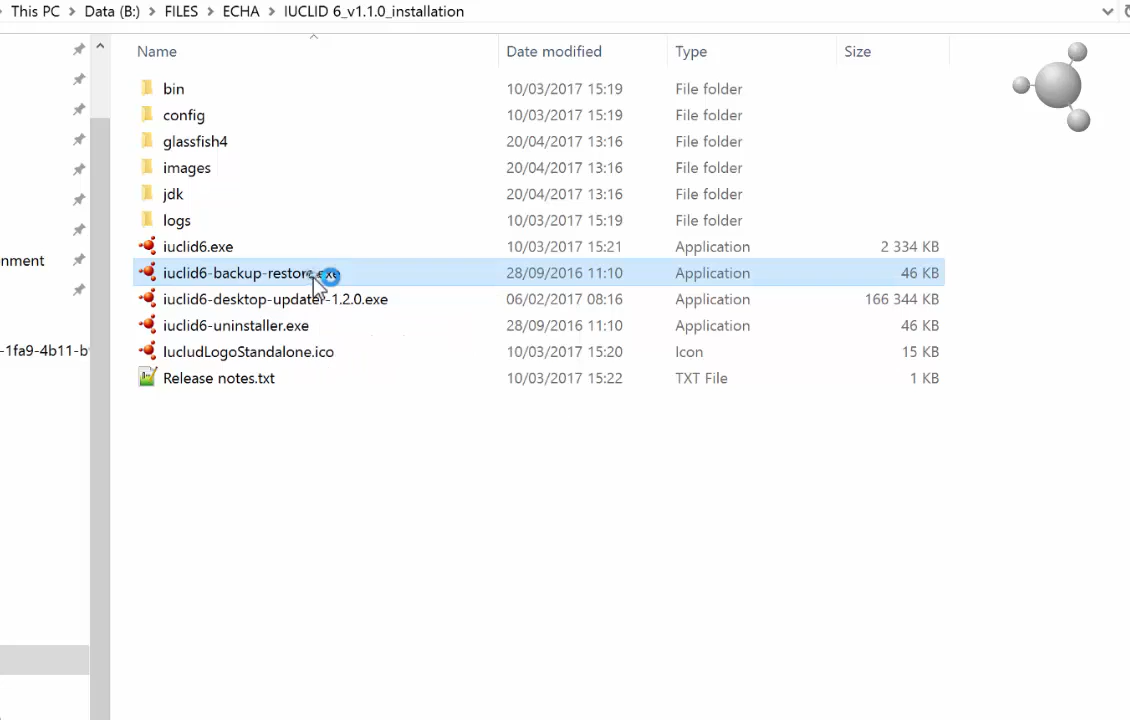 This PC > Data (B:) > FILES > ECHA > IUCLID 6_v1.1.0_installation
Name Date modified Type Size
bin 10/03/2017 15:19 File folder
config 10/03/2017 15:19 File folder
glassfish4 20/04/2017 13:16 File folder
images 20/04/2017 13:16 File folder
jdk 20/04/2017 13:16 File folder
logs 10/03/2017 15:19 File folder
iuclid6.exe 10/03/2017 15:21 Application 2 334 KB
nment
iuclid6-backup-restore.exe 28/09/2016 11:10 Application 46 KB
iuclid6-desktop-updater-1.2.0.exe 06/02/2017 08:16 Application 166 344 KB
iuclid6-uninstaller.exe 28/09/2016 11:10 Application 46 KB
-1fa9-4b11-b
IucludLogoStandalone.ico 10/03/2017 15:20 Icon 15 KB
Release notes.txt 10/03/2017 15:22 TXT File 1 KB